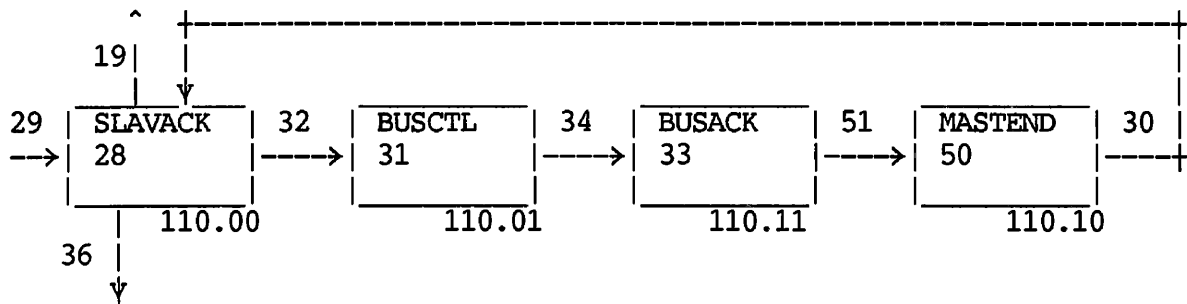 19
29 SLAVACK 32 BUSCTL 34 BUSACK 51 MASTEND 30
28 31 33 50
110.00 110.01 110.11 110.10
36